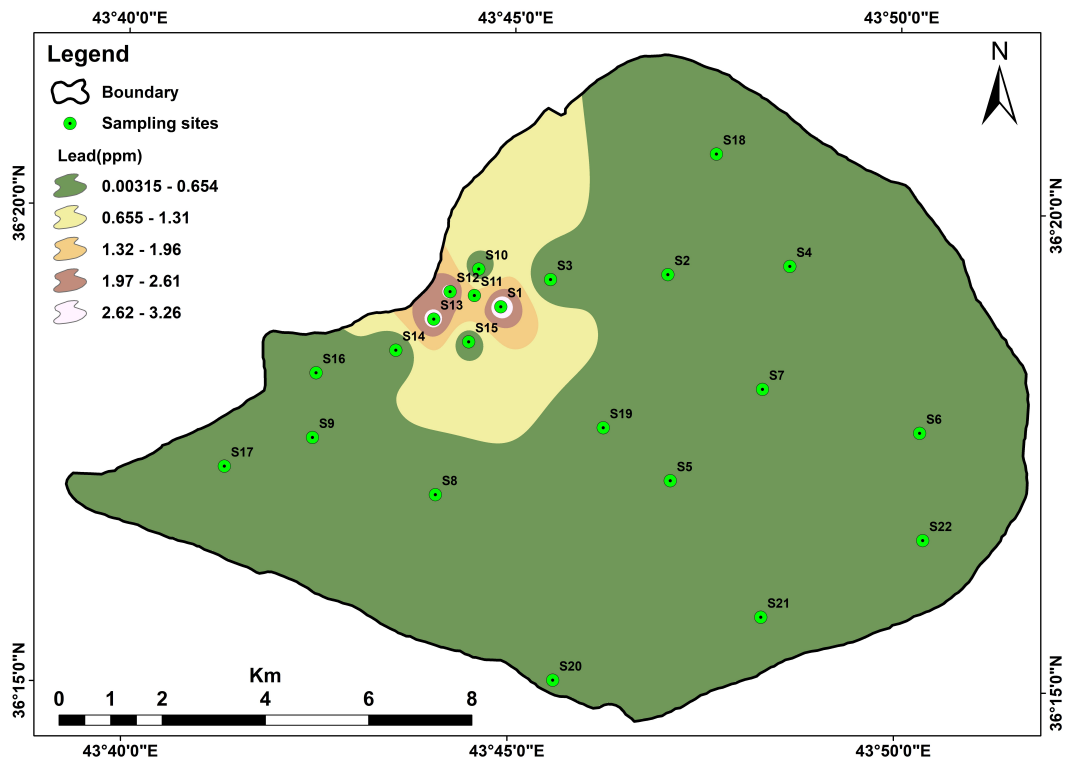 43°40'0"E 43°45'0"E 43°50'0"E
Legend
N
Boundary
Sampling sites
Lead(ppm)
0.00315 - 0.654
0.655 - 1.31
1.32 - 1.96
1.97 - 2.61
2.62 - 3.26
36°20'0"N
36°20'0"N
S18
S10
S3
S2
S4
S12
S11
S1
S13
S15
S14
S16
S7
S19
S6
S9
S17
S5
S8
S22
S21
S20
36°15'0"N
36°15'0"N
Km
0 1 2 4 6 8
43°40'0"E 43°45'0"E 43°50'0"E